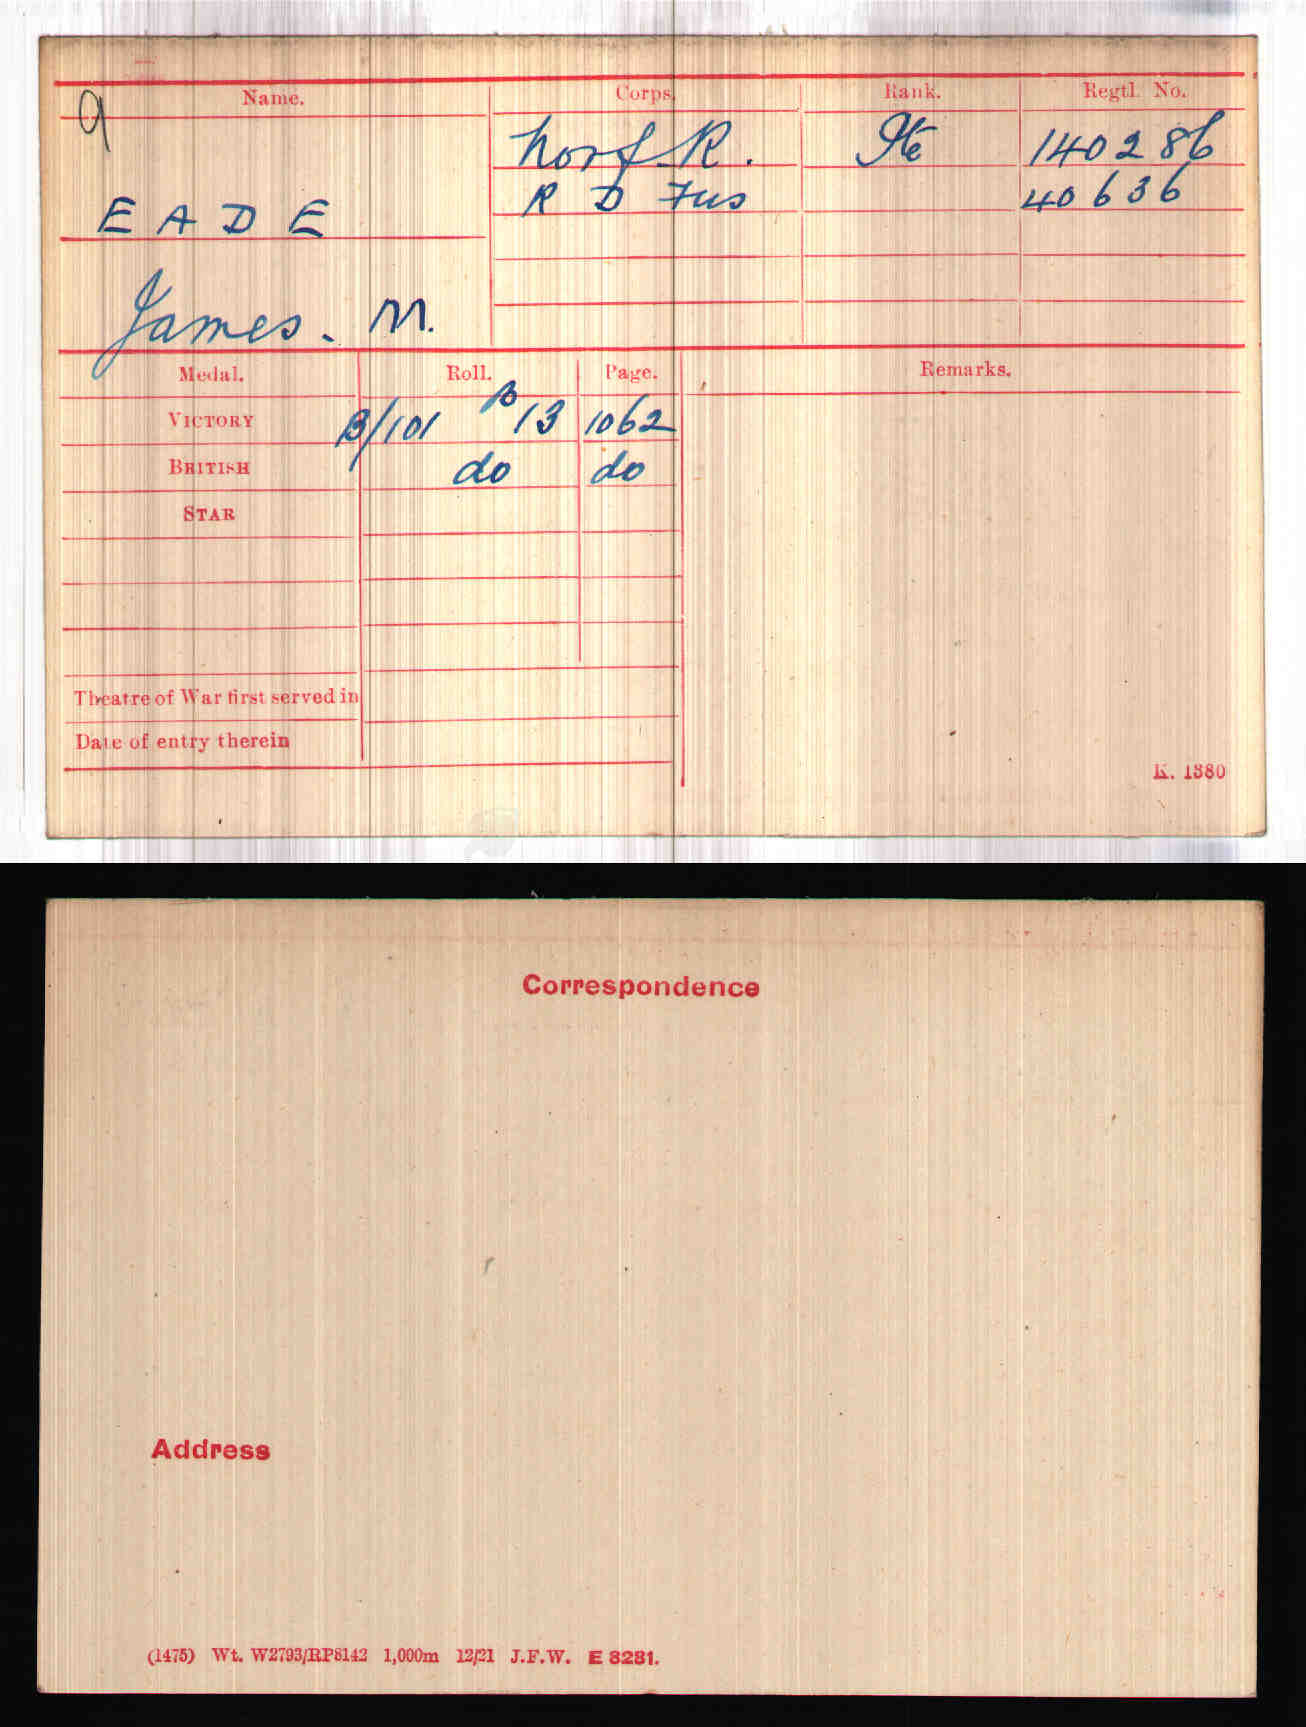 9
Name. Corps. Rank. Regtl. No.
Norf R. Pte 140286
R D Fus 40636
EADE
James. M.
Medal. Roll. Page. Remarks.
VICTORY B/101 B13 1062
BRITISH do do
STAR
Theatre of War first served in
Date of entry therein
K. 1380
Correspondence
Address
(1475) Wt. W2793/RP8142 1,000m 12/21 J.F.W. E 8281.